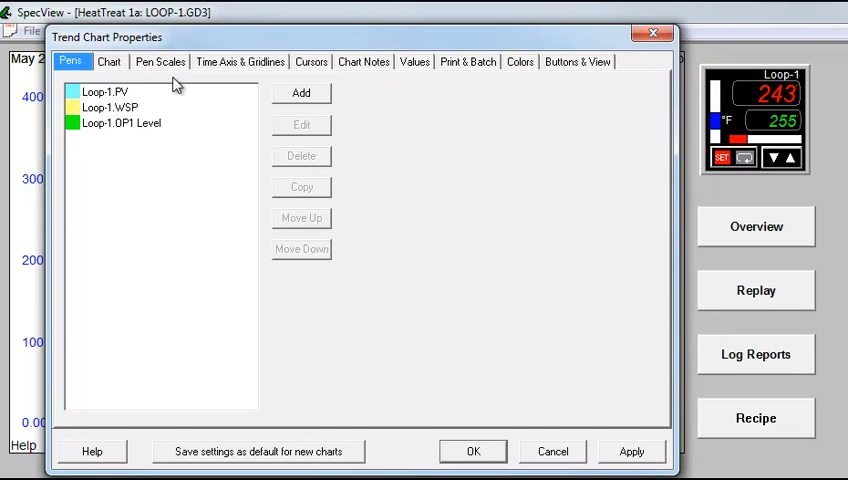 SpecView - [HeatTreat 1a: LOOP-1.GD3]
File
Trend Chart Properties
Pens Chart Pen Scales Time Axis & Gridlines Cursors Chart Notes Values Print & Batch Colors Buttons & View
May 2
400
300
200
100
0.00
Help
Loop-1.PV
Loop-1.WSP
Loop-1.OP1 Level
Add
Edit
Delete
Copy
Move Up
Move Down
Help Save settings as default for new charts OK Cancel Apply
Loop-1
243
°F 255
SET
Overview
Replay
Log Reports
Recipe